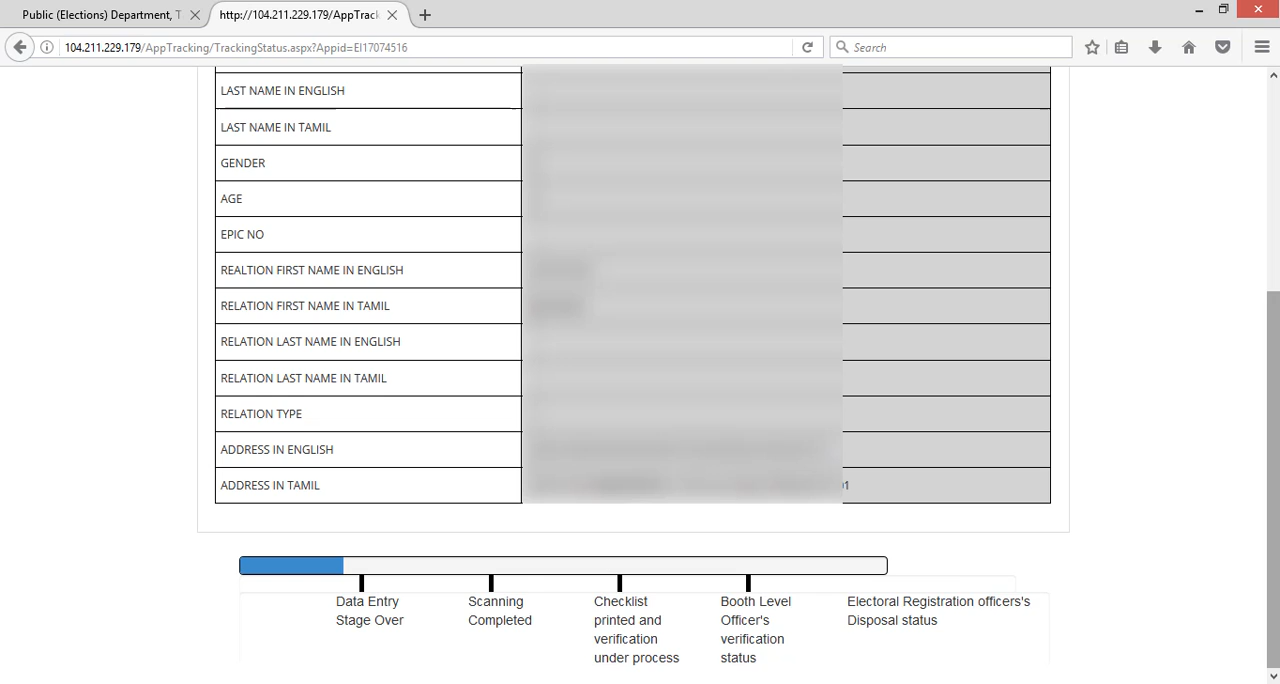 Public (Elections) Department, T
http://104.211.229.179/AppTrack
104.211.229.179/AppTracking/TrackingStatus.aspx?Appid=EI17074516
Search
LAST NAME IN ENGLISH
LAST NAME IN TAMIL
GENDER
AGE
EPIC NO
REALTION FIRST NAME IN ENGLISH
RELATION FIRST NAME IN TAMIL
RELATION LAST NAME IN ENGLISH
RELATION LAST NAME IN TAMIL
RELATION TYPE
ADDRESS IN ENGLISH
ADDRESS IN TAMIL
Data Entry
Stage Over
Scanning
Completed
Checklist
printed and
verification
under process
Booth Level
Officer's
verification
status
Electoral Registration officers's
Disposal status